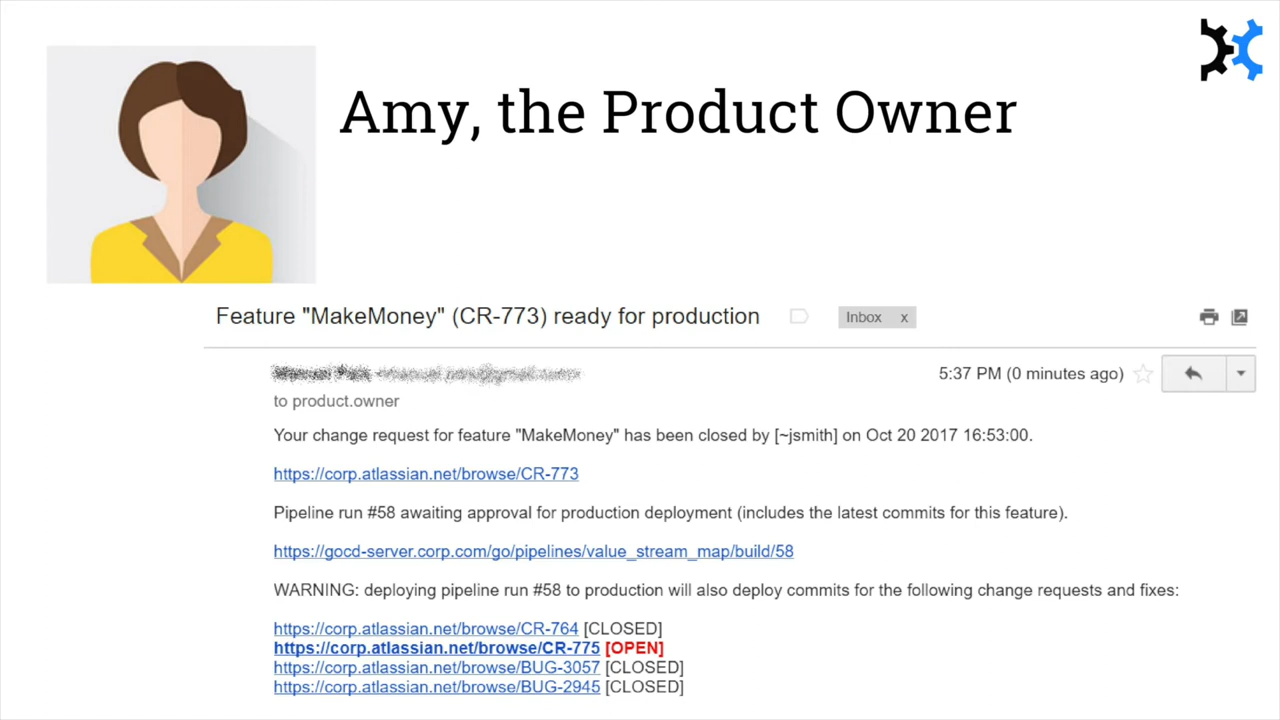 Amy, the Product Owner
Feature "MakeMoney" (CR-773) ready for production
Inbox x
5:37 PM (0 minutes ago)
to product.owner
Your change request for feature "MakeMoney" has been closed by [~jsmith] on Oct 20 2017 16:53:00.
https://corp.atlassian.net/browse/CR-773
Pipeline run #58 awaiting approval for production deployment (includes the latest commits for this feature).
https://gocd-server.corp.com/go/pipelines/value_stream_map/build/58
WARNING: deploying pipeline run #58 to production will also deploy commits for the following change requests and fixes:
https://corp.atlassian.net/browse/CR-764 [CLOSED]
https://corp.atlassian.net/browse/CR-775 [OPEN]
https://corp.atlassian.net/browse/BUG-3057 [CLOSED]
https://corp.atlassian.net/browse/BUG-2945 [CLOSED]